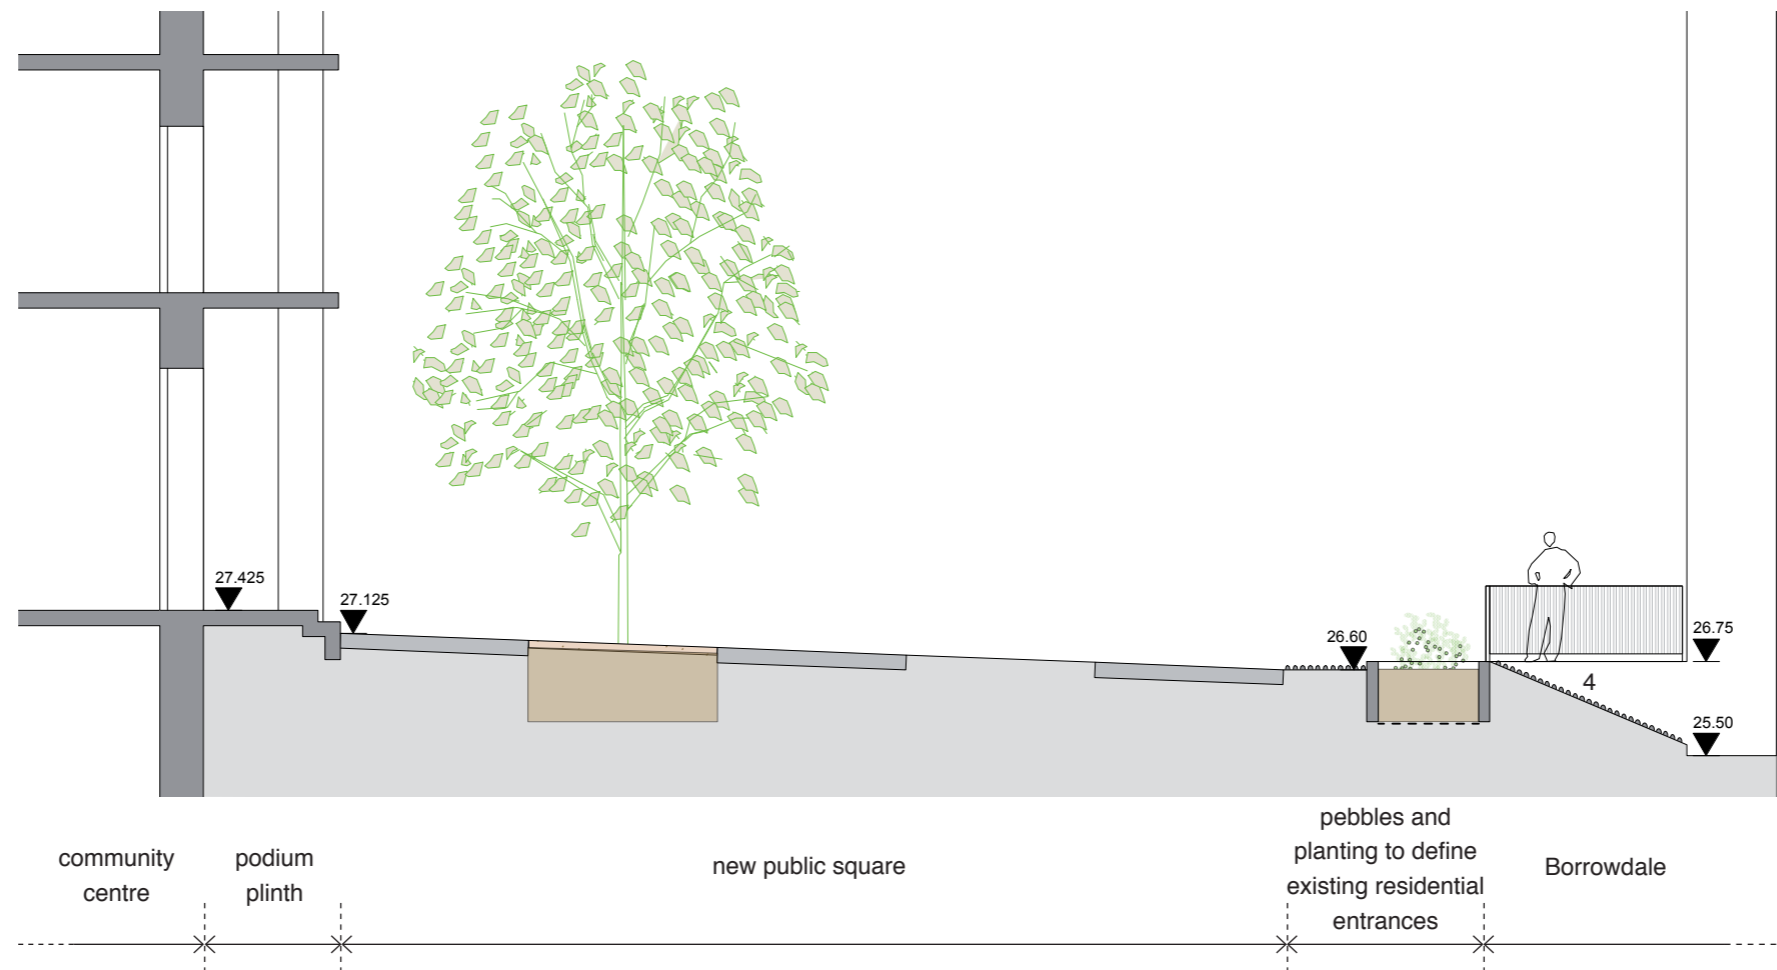 27.425
27.125
26.60
26.75
4
25.50
community
centre
podium
plinth
new public square
pebbles and
planting to define
existing residential
entrances
Borrowdale